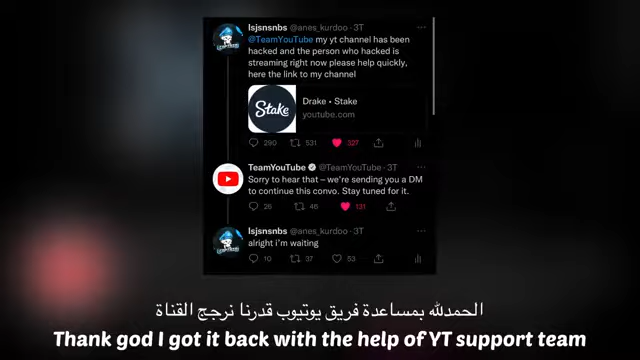 lsjsnsnbs @anes_kurdoo · 3T
@TeamYouTube my yt channel has been
hacked and the person who hacked is
streaming right now please help quickly,
here the link to my channel
Stake
Drake • Stake
youtube.com
290 531 327
TeamYouTube @TeamYouTube · 3T
Sorry to hear that – we're sending you a DM
to continue this convo. Stay tuned for it.
26 46 131
lsjsnsnbs @anes_kurdoo · 3T
alright i'm waiting
10 37 53
الحمدلله بمساعدة فريق يوتيوب قدرنا نرجج القناة
Thank god I got it back with the help of YT support team